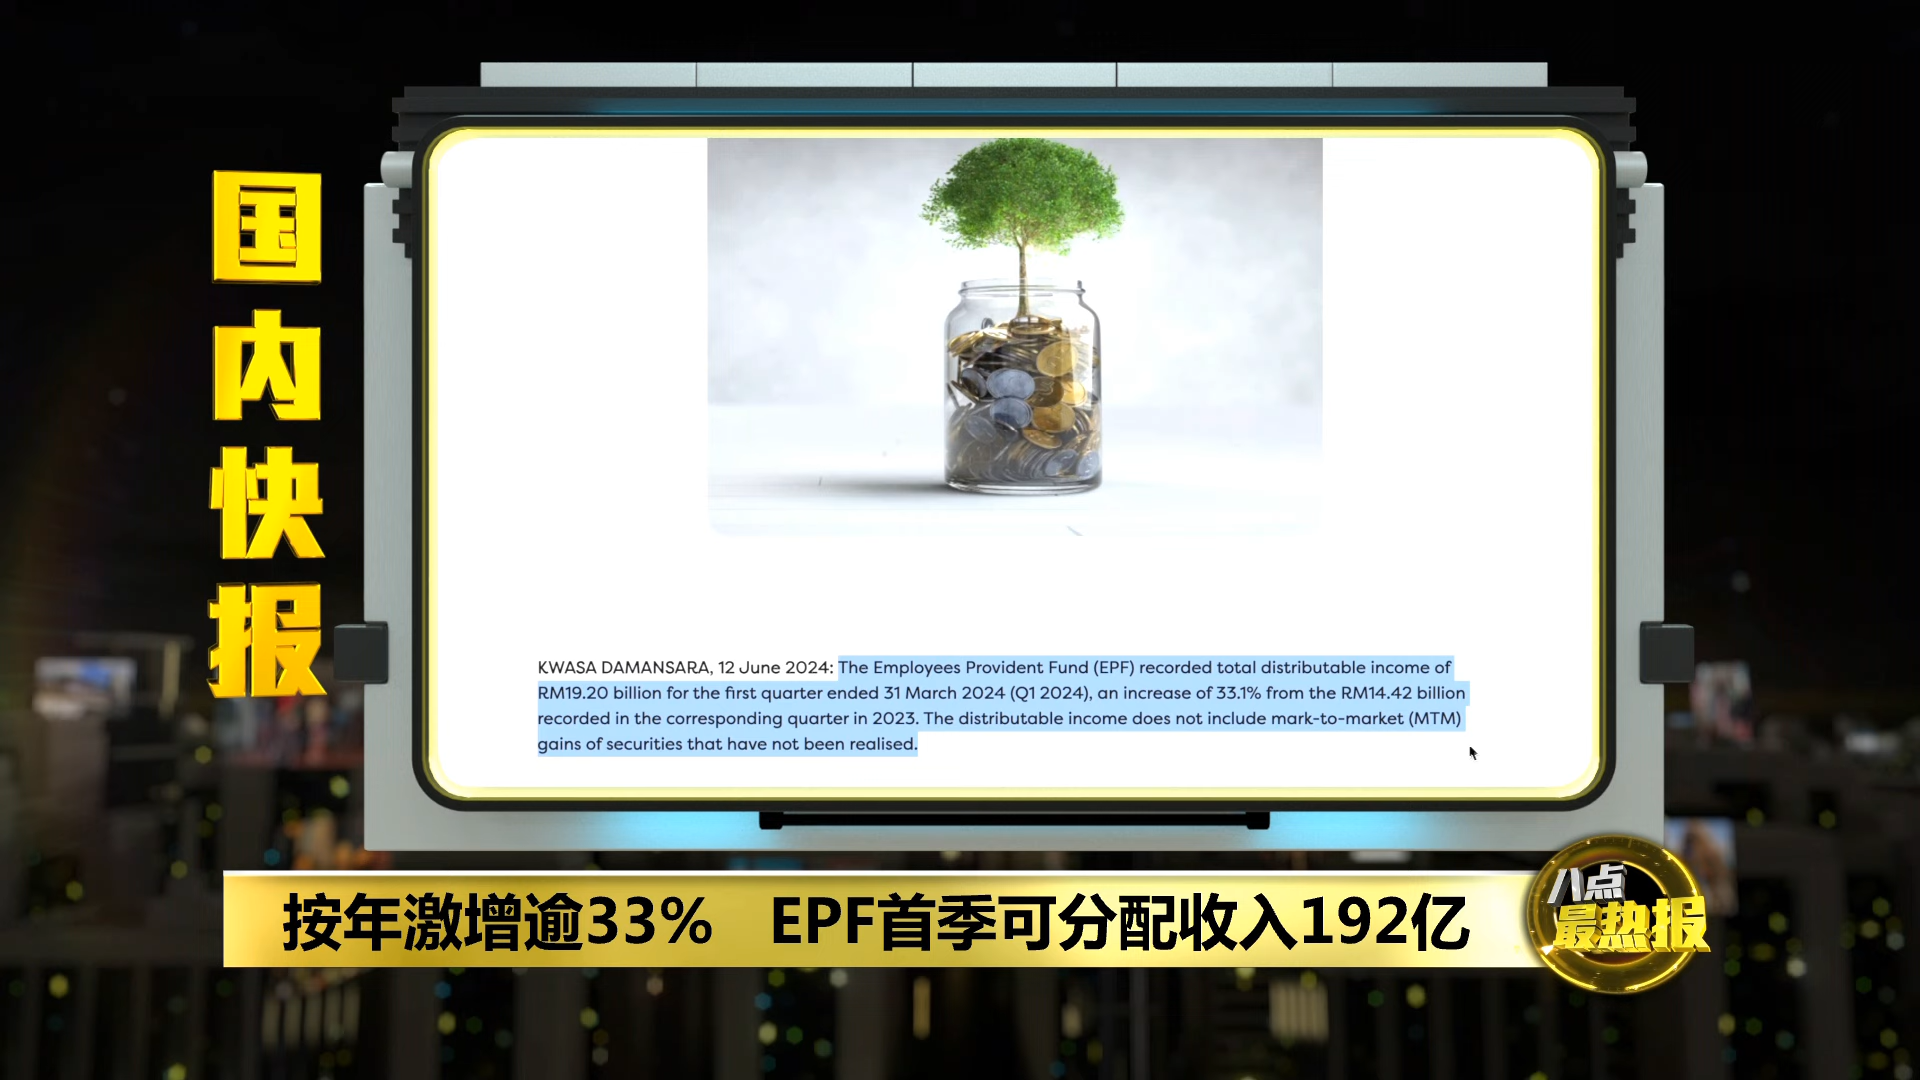 国内快报
KWASA DAMANSARA, 12 June 2024: The Employees Provident Fund (EPF) recorded total distributable income of
RM19.20 billion for the first quarter ended 31 March 2024 (Q1 2024), an increase of 33.1% from the RM14.42 billion
recorded in the corresponding quarter in 2023. The distributable income does not include mark-to-market (MTM)
gains of securities that have not been realised.
按年激增逾33% EPF首季可分配收入192亿
八点
最热报